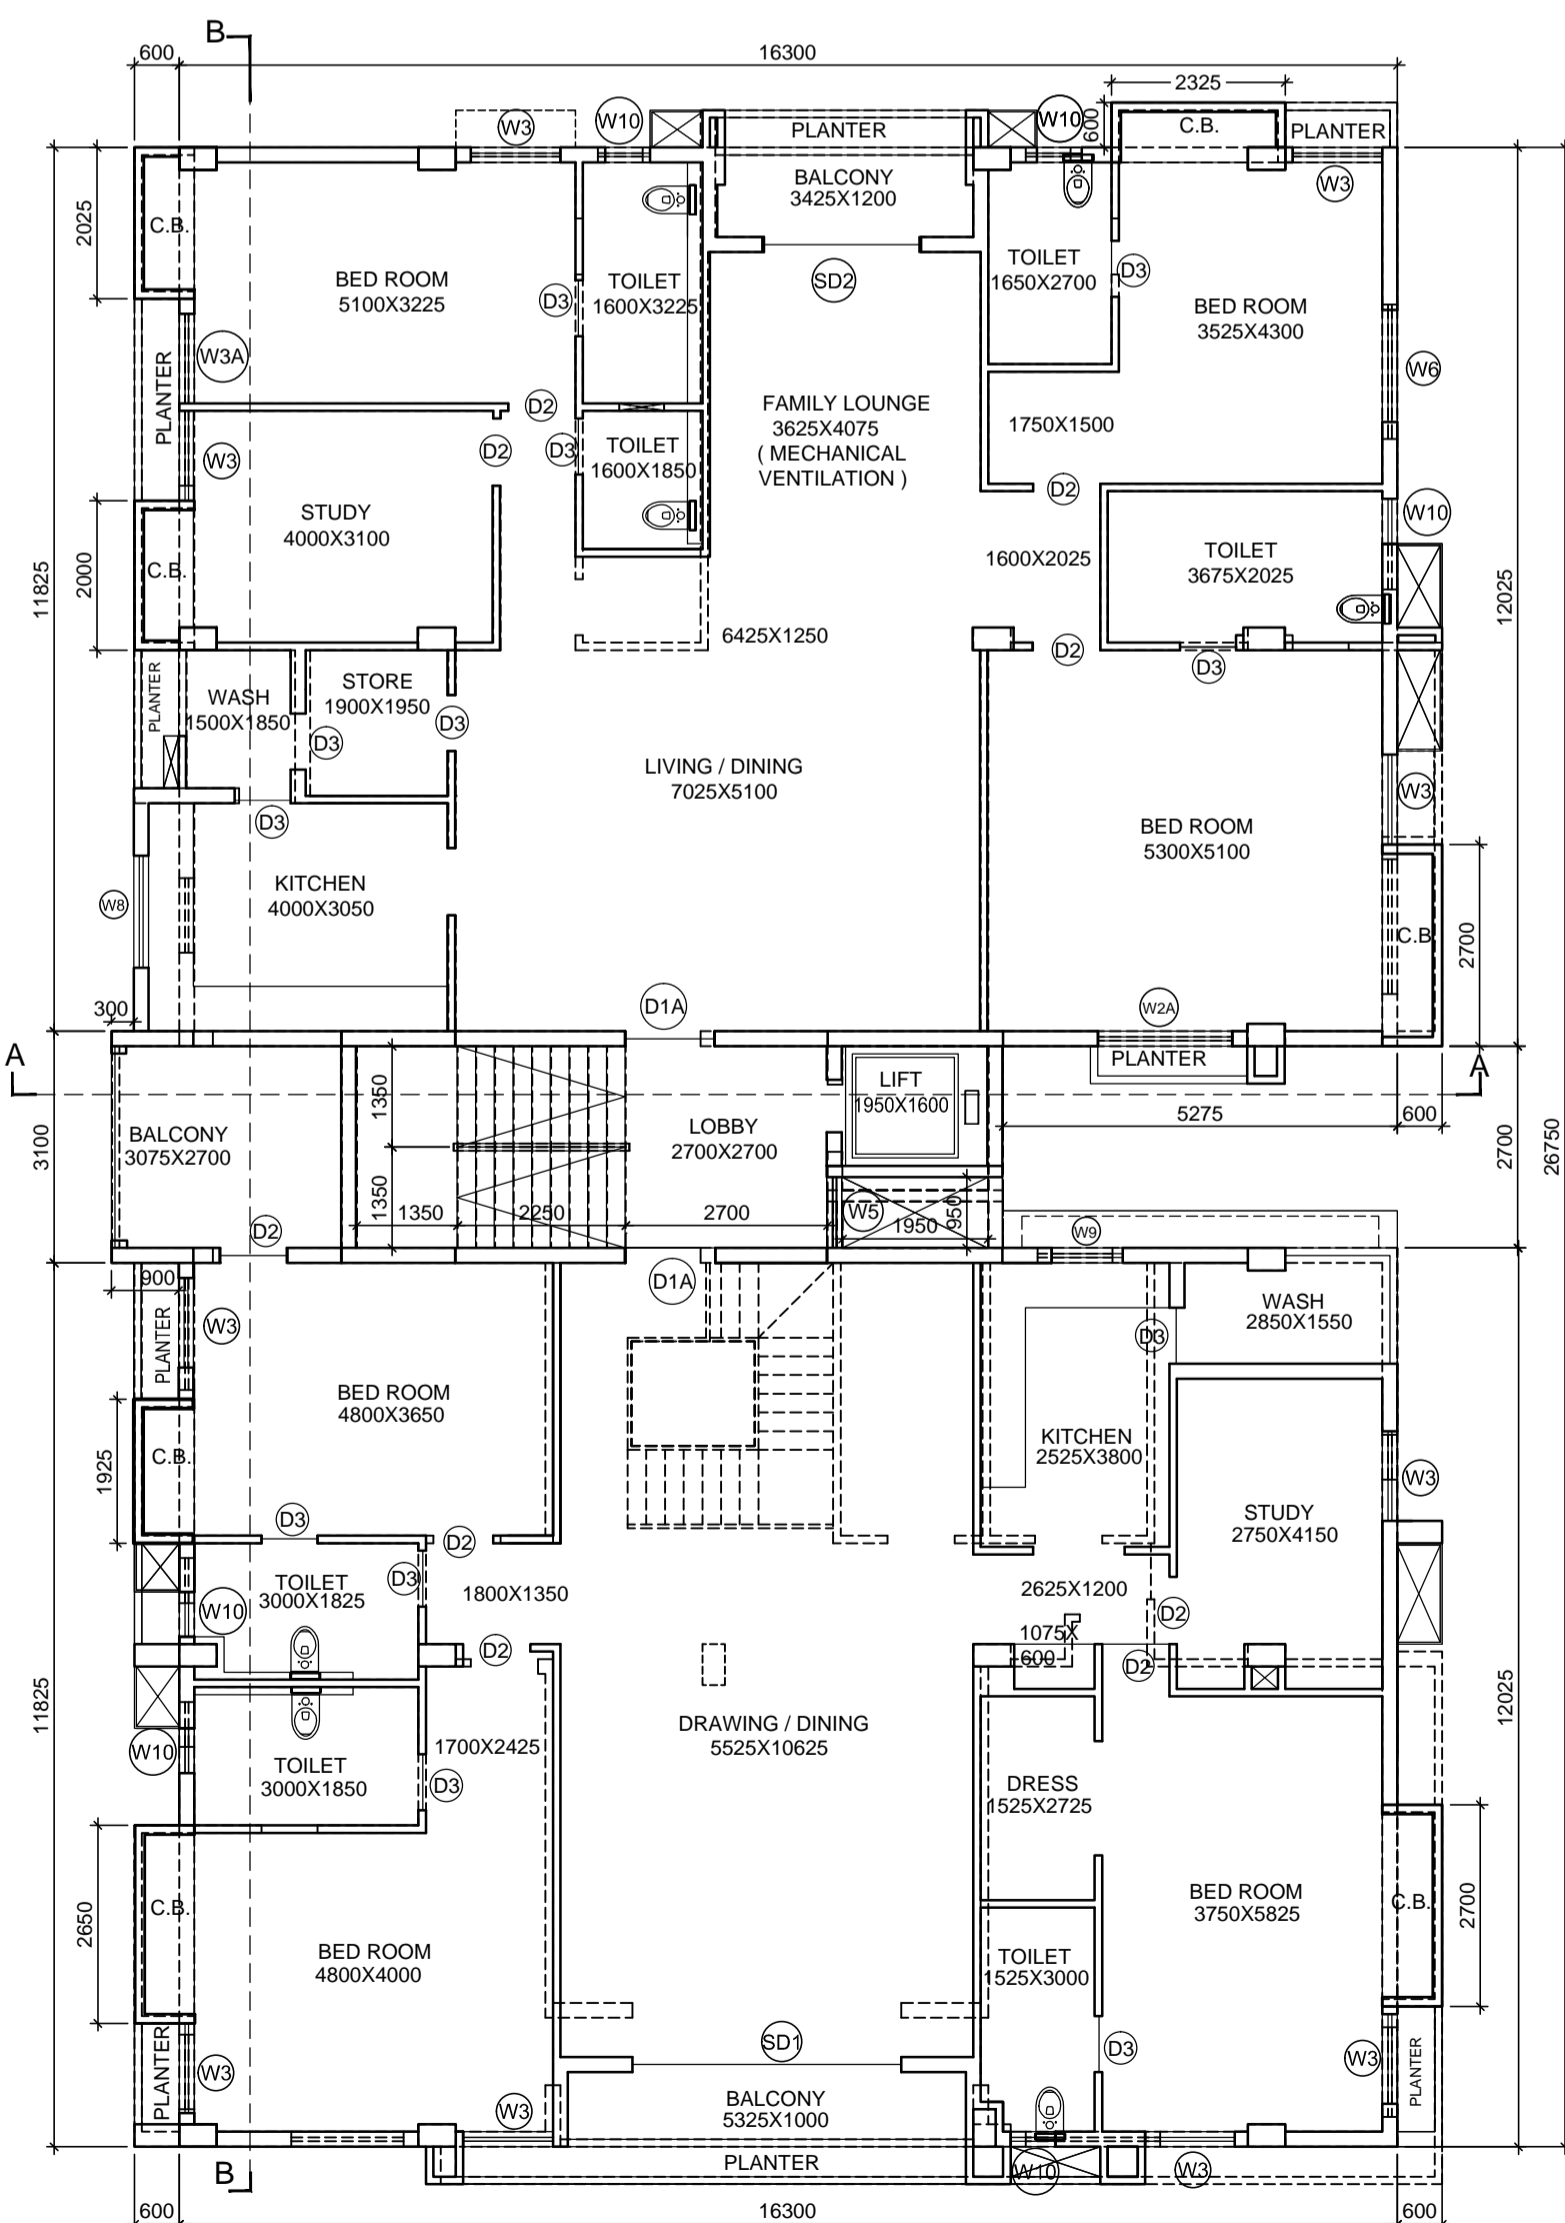 B
600
16300
2325
W3
W10
PLANTER
W10
600
C.B.
PLANTER
BALCONY
3425X1200
W3
2025
C.B.
BED ROOM
5100X3225
TOILET
1600X3225
D3
SD2
TOILET
1650X2700
D3
BED ROOM
3525X4300
PLANTER
W3A
W6
D2
FAMILY LOUNGE
3625X4075
( MECHANICAL
VENTILATION )
1750X1500
W3
D2
D3
TOILET
1600X1850
D2
W10
STUDY
4000X3100
2000
C.B.
11825
1600X2025
TOILET
3675X2025
12025
6425X1250
D2
D3
PLANTER
WASH
1500X1850
STORE
1900X1950
D3
D3
LIVING / DINING
7025X5100
W3
D3
BED ROOM
5300X5100
KITCHEN
4000X3050
W8
C.B
2700
300
D1A
W2A
PLANTER
A
A
1350
LIFT
1950X1600
5275
600
BALCONY
3075X2700
LOBBY
2700X2700
3100
2700
26750
1350
1350
2250
2700
W5
1950
950
D2
W9
900
D1A
PLANTER
W3
WASH
2850X1550
D3
BED ROOM
4800X3650
KITCHEN
2525X3800
1925
C.B.
W3
STUDY
2750X4150
D3
D2
TOILET
3000X1825
D3
1800X1350
2625X1200
W10
D2
1075X
600
D2
D2
11825
12025
DRAWING / DINING
5525X10625
W10
1700X2425
TOILET
3000X1850
D3
DRESS
1525X2725
2650
C.B.
BED ROOM
3750X5825
C.B.
2700
BED ROOM
4800X4000
TOILET
1525X3000
PLANTER
W3
SD1
D3
W3
PLANTER
W3
BALCONY
5325X1000
B
PLANTER
W10
W3
600
16300
600